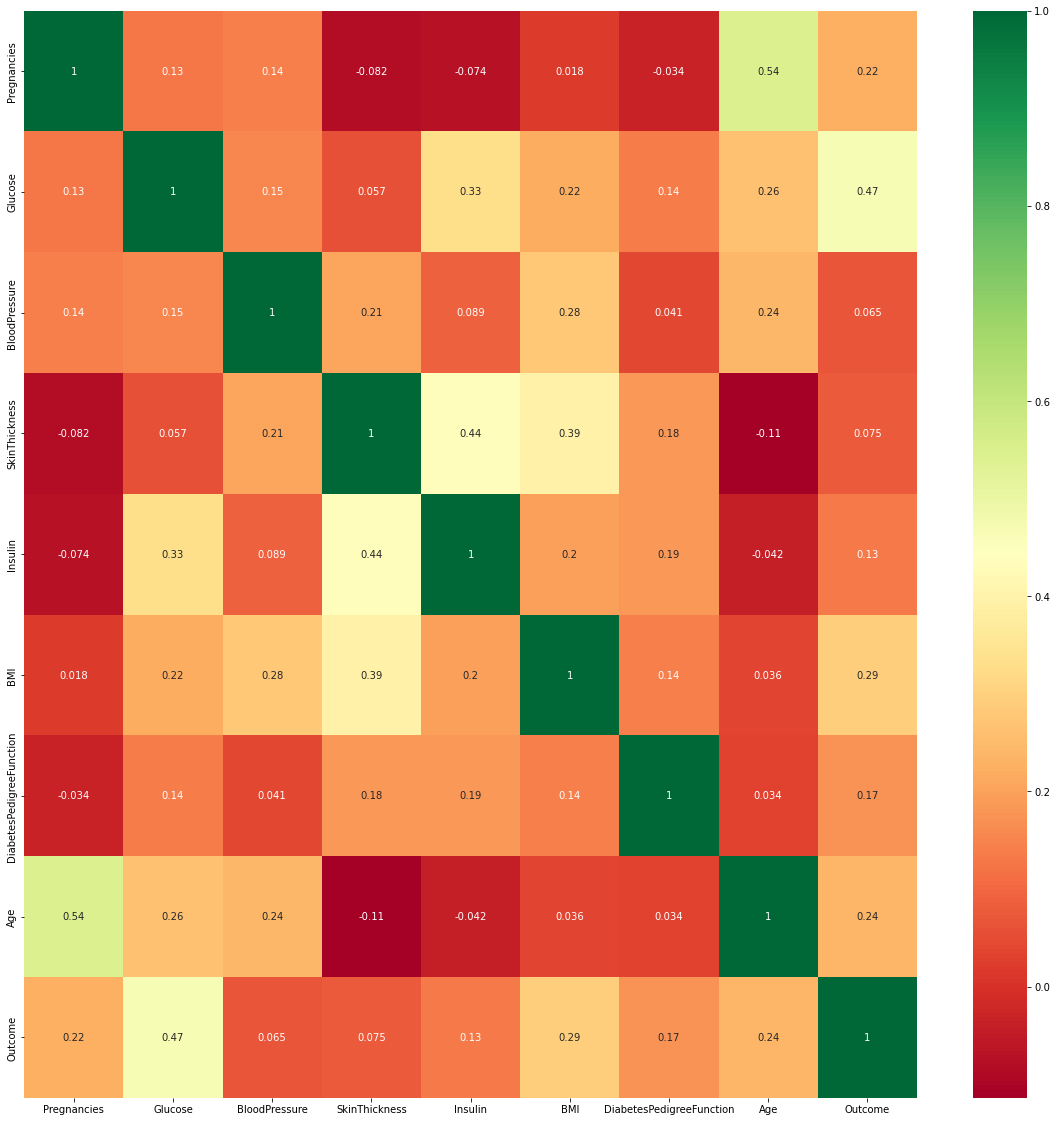 Pregnancies 1 0.13 0.14 -0.082 -0.074 0.018 -0.034 0.54 0.22
Glucose 0.13 1 0.15 0.057 0.33 0.22 0.14 0.26 0.47
BloodPressure 0.14 0.15 1 0.21 0.089 0.28 0.041 0.24 0.065
SkinThickness -0.082 0.057 0.21 1 0.44 0.39 0.18 -0.11 0.075
Insulin -0.074 0.33 0.089 0.44 1 0.2 0.19 -0.042 0.13
BMI 0.018 0.22 0.28 0.39 0.2 1 0.14 0.036 0.29
DiabetesPedigreeFunction -0.034 0.14 0.041 0.18 0.19 0.14 1 0.034 0.17
Age 0.54 0.26 0.24 -0.11 -0.042 0.036 0.034 1 0.24
Outcome 0.22 0.47 0.065 0.075 0.13 0.29 0.17 0.24 1
Pregnancies Glucose BloodPressure SkinThickness Insulin BMI DiabetesPedigreeFunction Age Outcome
1.0
0.8
0.6
0.4
0.2
0.0